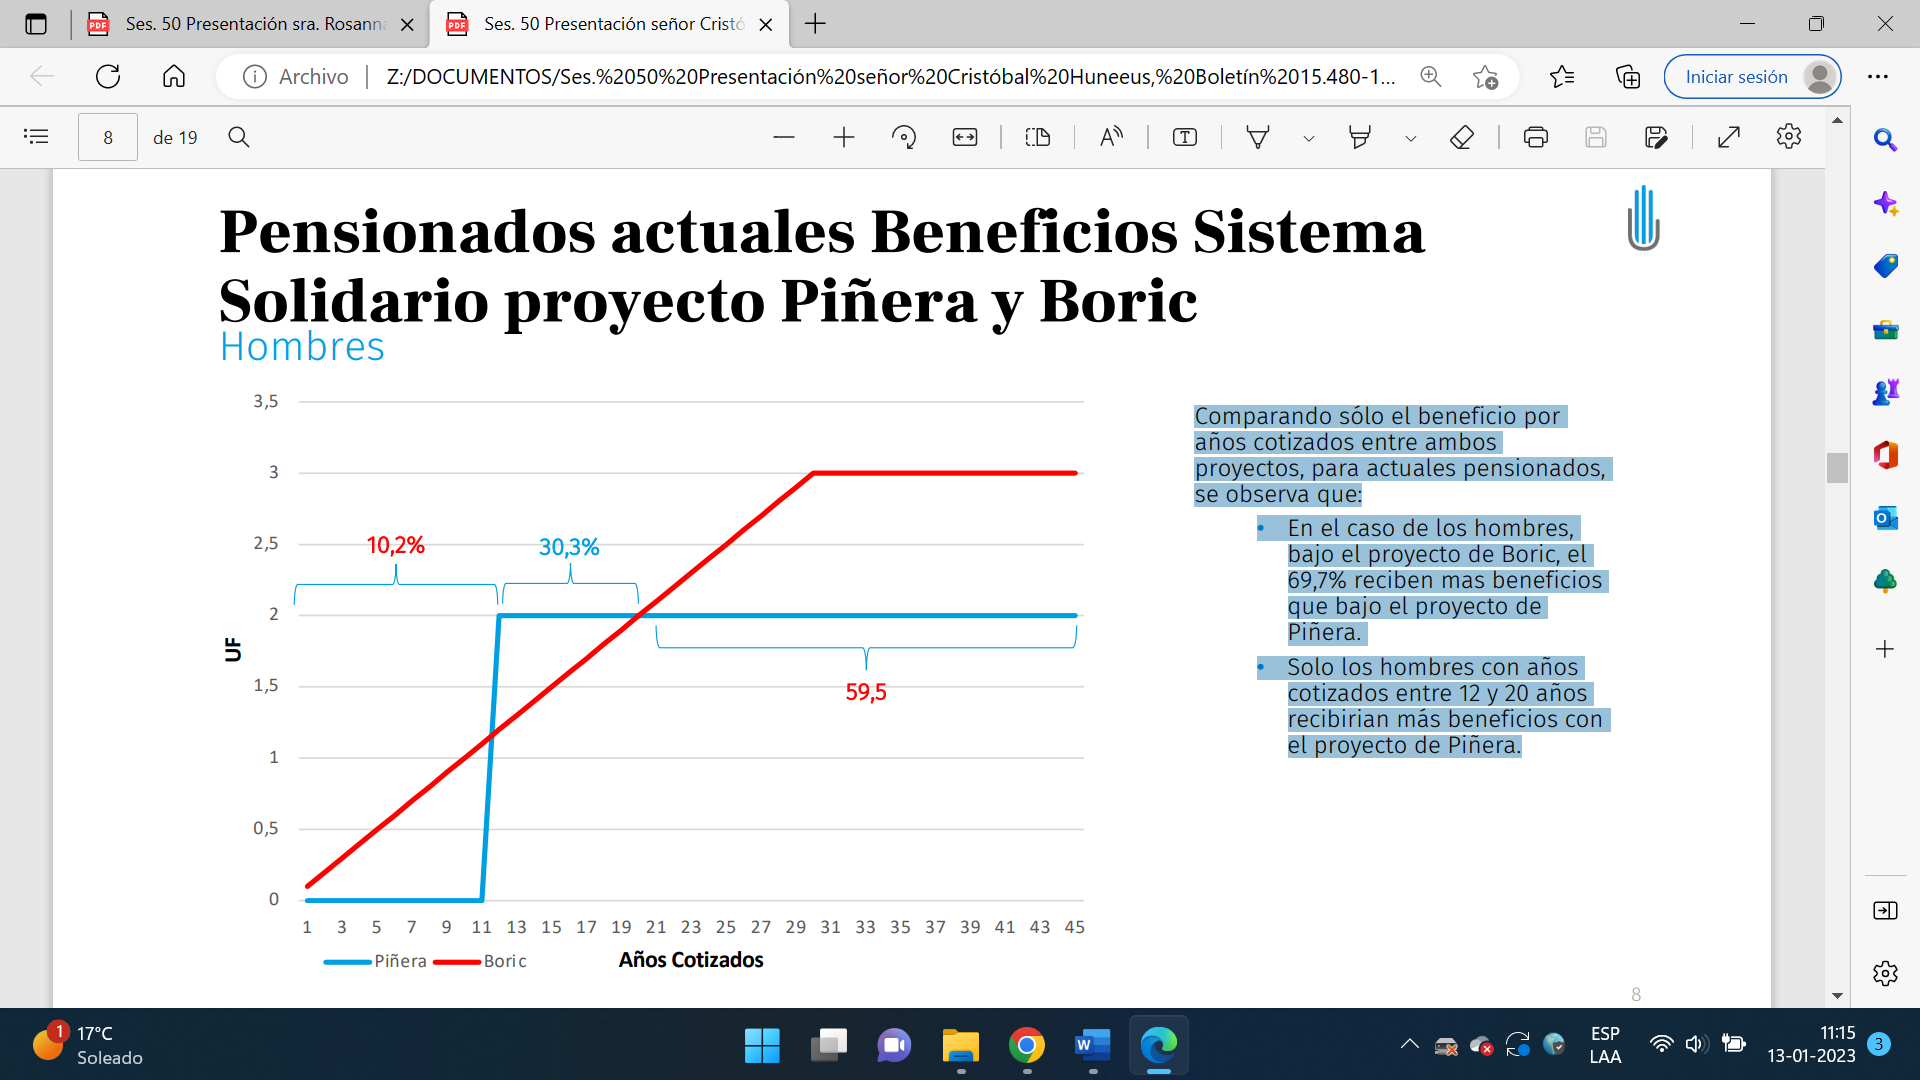 Ses. 50 Presentación sra. Rosanna
Ses. 50 Presentación señor Cristó
Archivo
Z:/DOCUMENTOS/Ses.%2050%20Presentación%20señor%20Cristóbal%20Huneeus,%20Boletín%2015.480-1...
Iniciar sesión
8
de 19
Pensionados actuales Beneficios Sistema
Solidario proyecto Piñera y Boric
Hombres
3,5
3
2,5
2
1,5
1
0,5
0
UF
10,2%
30,3%
59,5
1 3 5 7 9 11 13 15 17 19 21 23 25 27 29 31 33 35 37 39 41 43 45
Piñera Boric
Años Cotizados
Comparando sólo el beneficio por
años cotizados entre ambos
proyectos, para actuales pensionados,
se observa que:
• En el caso de los hombres,
bajo el proyecto de Boric, el
69,7% reciben mas beneficios
que bajo el proyecto de
Piñera.
• Solo los hombres con años
cotizados entre 12 y 20 años
recibirian más beneficios con
el proyecto de Piñera.
8
1
17°C
Soleado
ESP
LAA
11:15
13-01-2023
3